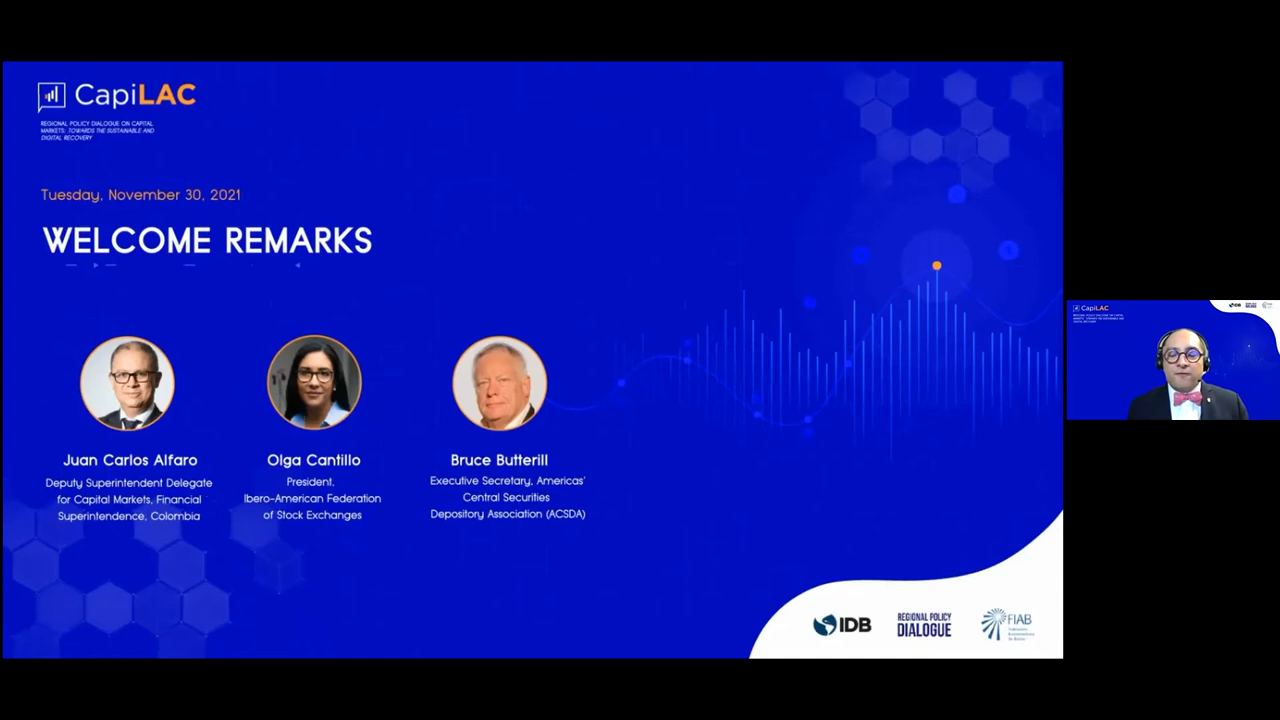 CapiLAC
REGIONAL POLICY DIALOGUE ON CAPITAL
MARKETS: TOWARDS THE SUSTAINABLE AND
DIGITAL RECOVERY
Tuesday, November 30, 2021
WELCOME REMARKS
Juan Carlos Alfaro
Deputy Superintendent Delegate
for Capital Markets, Financial
Superintendence, Colombia
Olga Cantillo
President,
Ibero-American Federation
of Stock Exchanges
Bruce Butterill
Executive Secretary, Americas'
Central Securities
Depository Association (ACSDA)
IDB
REGIONAL POLICY
DIALOGUE
FIAB
CapiLAC
IDB